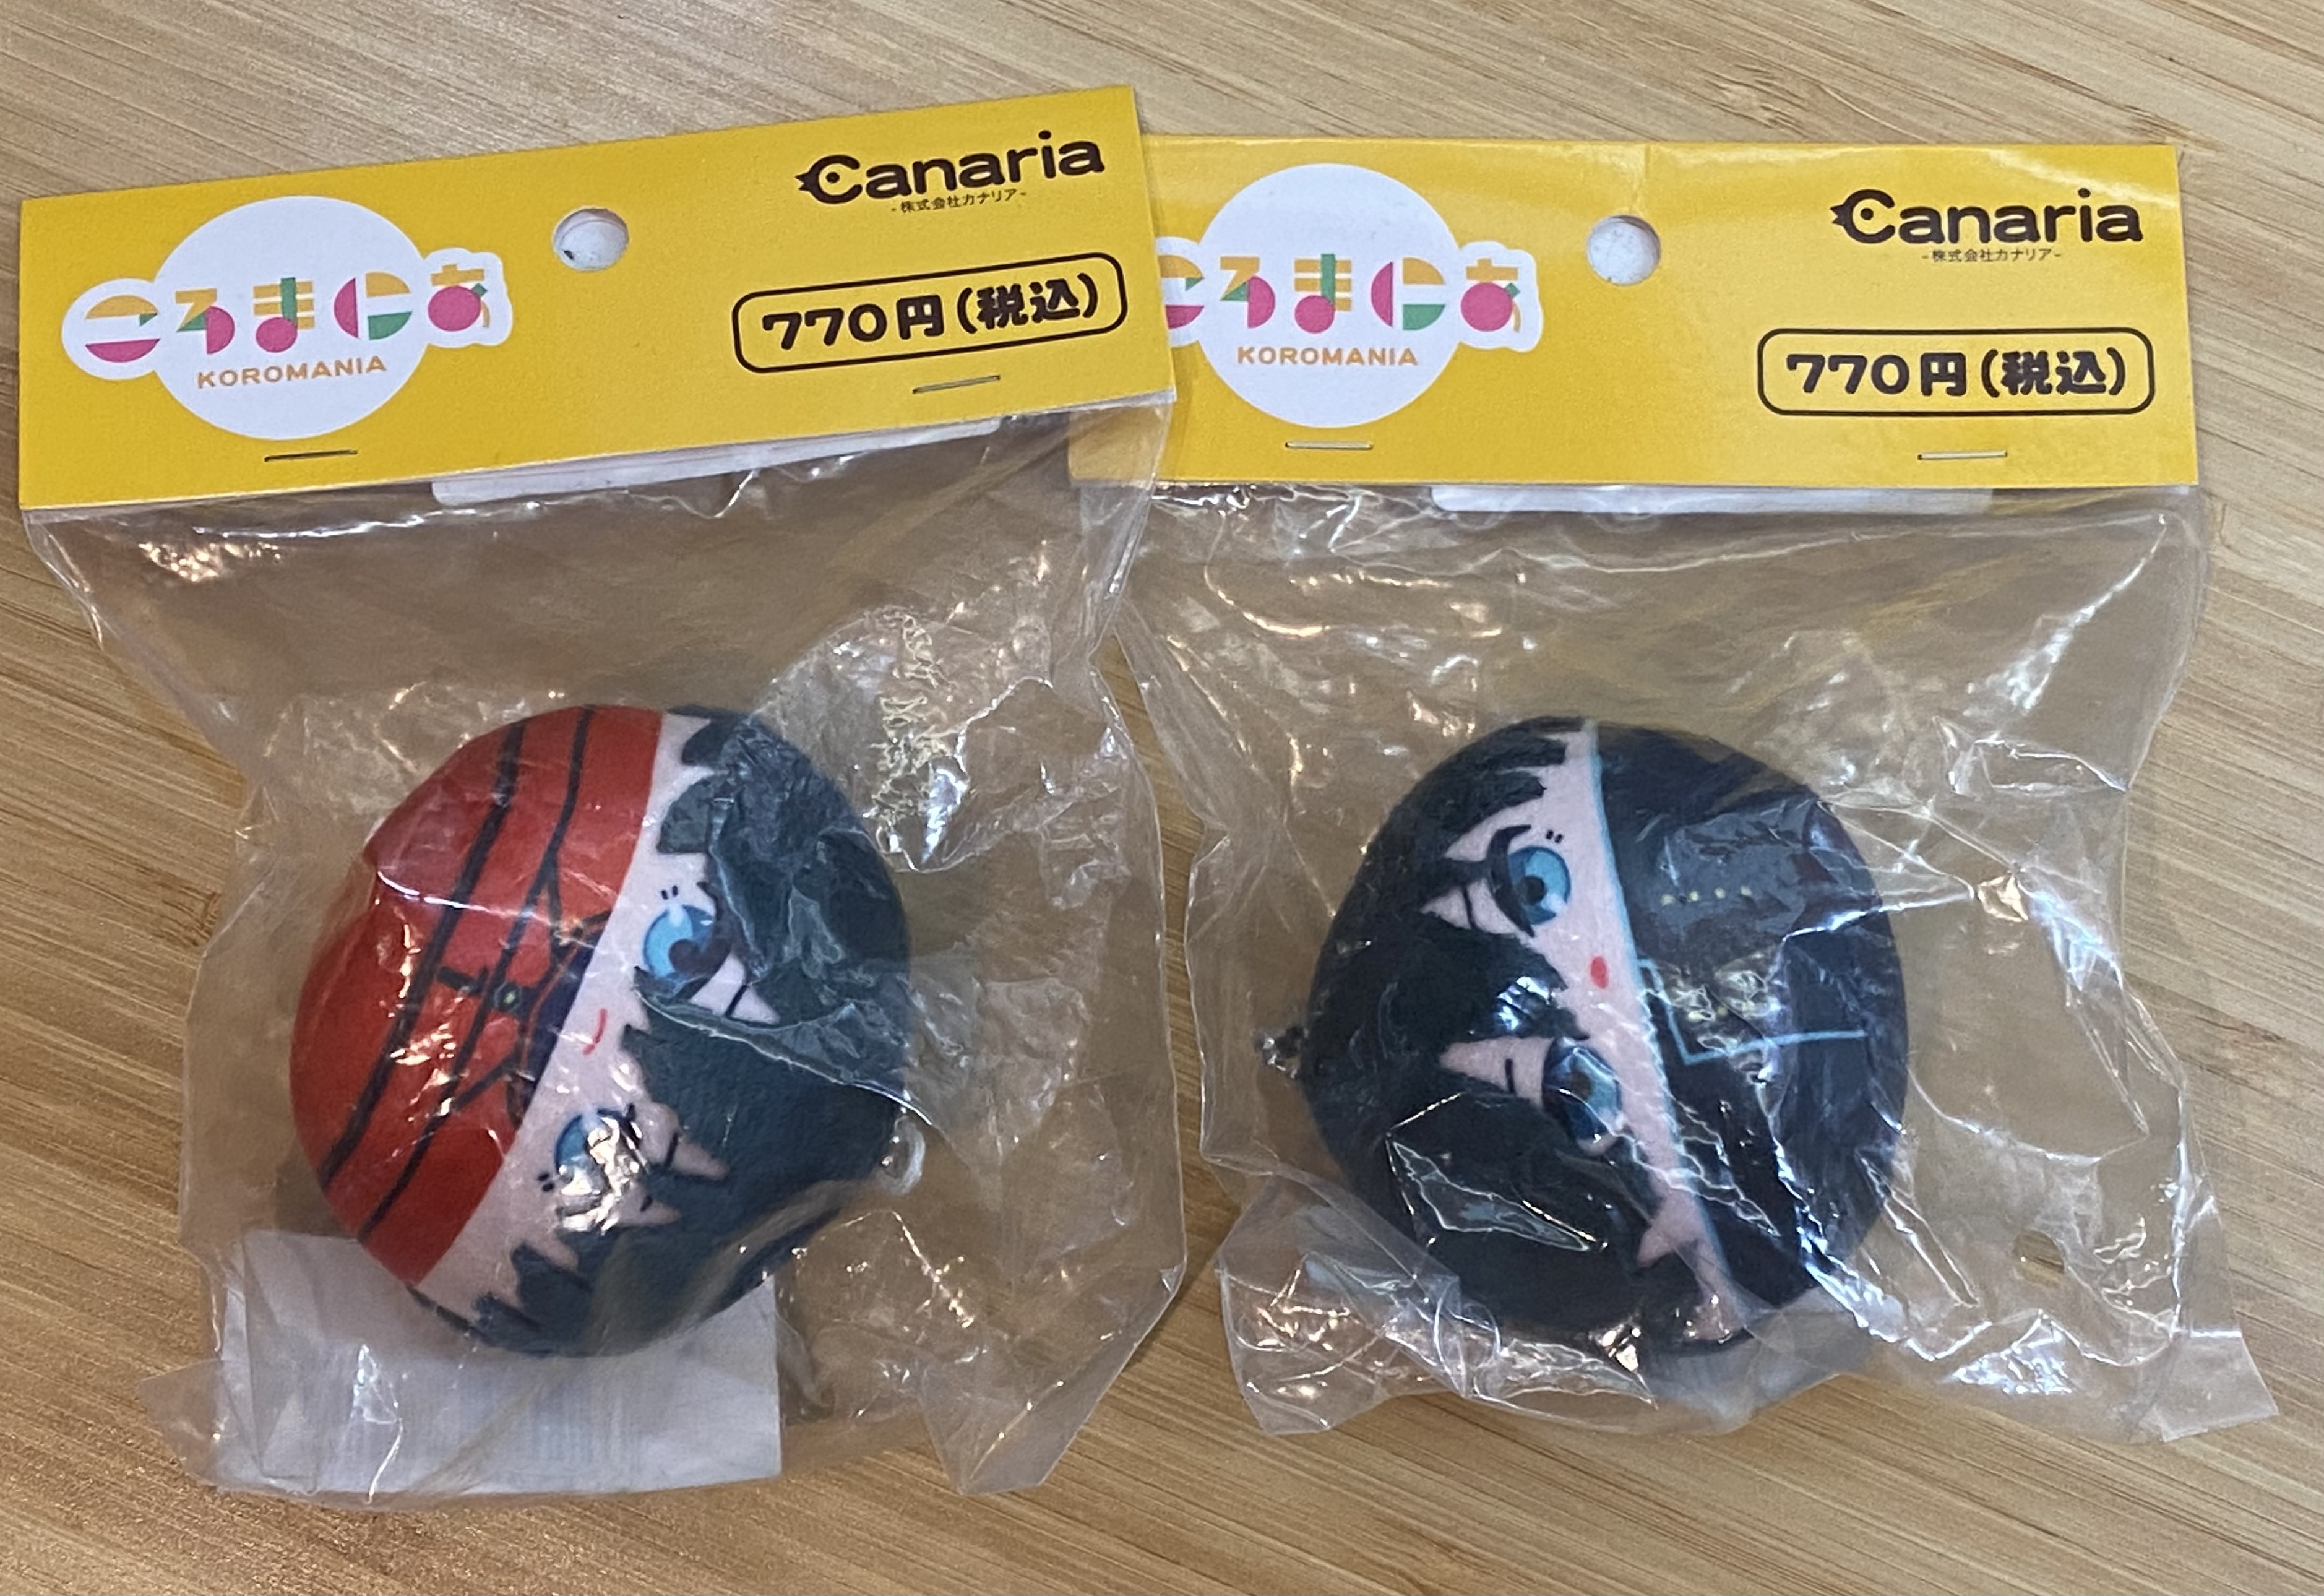 Canaria
-株式会社カナリア-
ころまにあ
KOROMANIA
770円(税込)
Canaria
-株式会社カナリア-
ころまにあ
KOROMANIA
770円(税込)